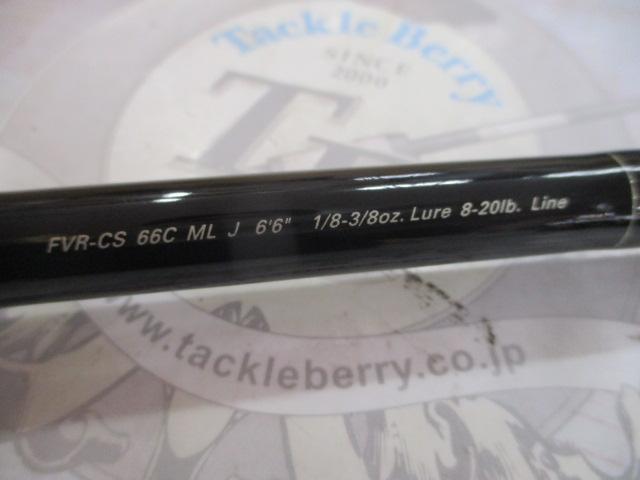 Tackle Berry
SINCE
2000
TB
FVR-CS 66C ML J 6'6" 1/8-3/8oz. Lure 8-20lb. Line
www.tackleberry.co.jp